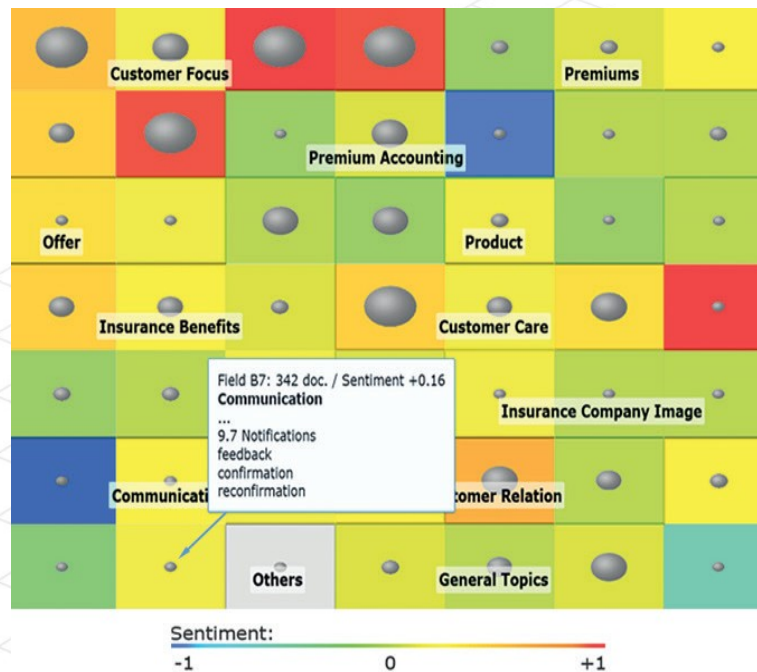 Customer Focus
Premiums
Premium Accounting
Offer
Product
Insurance Benefits
Customer Care
Field B7: 342 doc. / Sentiment +0.16
Communication
...
9.7 Notifications
feedback
confirmation
reconfirmation
Insurance Company Image
Communicati
tomer Relation
Others
General Topics
Sentiment:
-1 0 +1